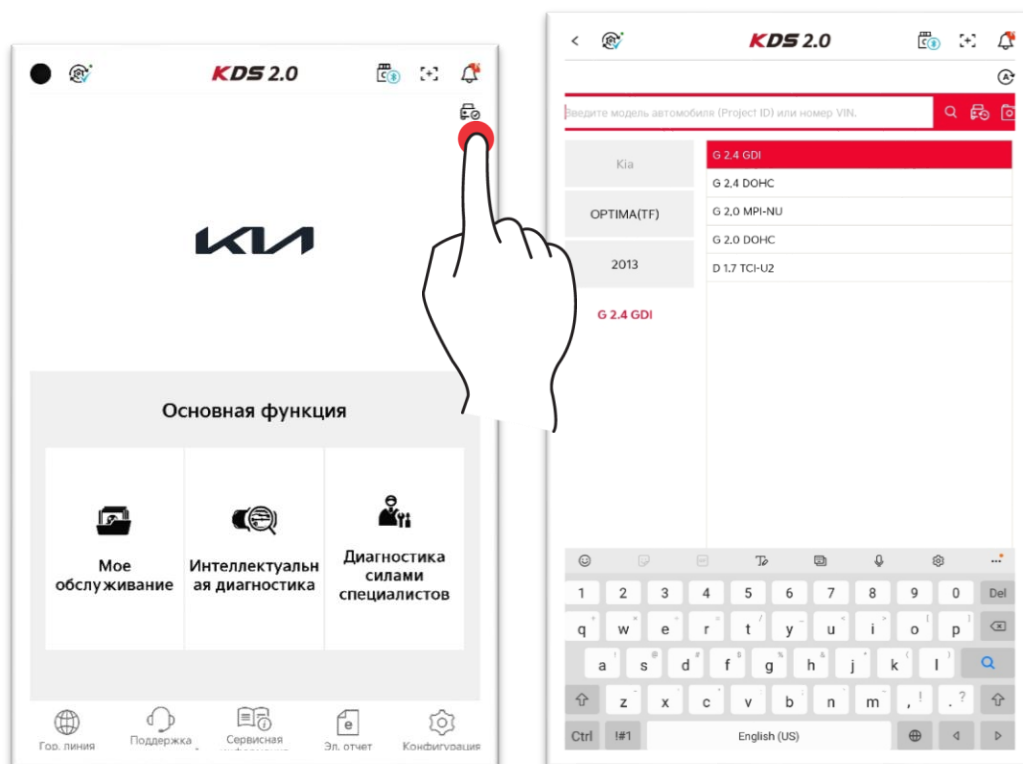 KDS 2.0
KIA
Основная функция
Мое
обслуживание
Интеллектуальн
ая диагностика
Диагностика
силами
специалистов
Гор. линия
Поддержка
Сервисная
Эл. отчет
Конфигурация
KDS 2.0
Введите модель автомобиля (Project ID) или номер VIN.
Kia
OPTIMA(TF)
2013
G 2.4 GDI
G 2.4 GDI
G 2,4 DOHC
G 2,0 MPI-NU
G 2.0 DOHC
D 1.7 TCI-U2
1 2 3 4 5 6 7 8 9 0 Del
q w e r t y u i o p
a s d f g h j k l
z x c v b n m , ! . ?
Ctrl !#1 English (US)